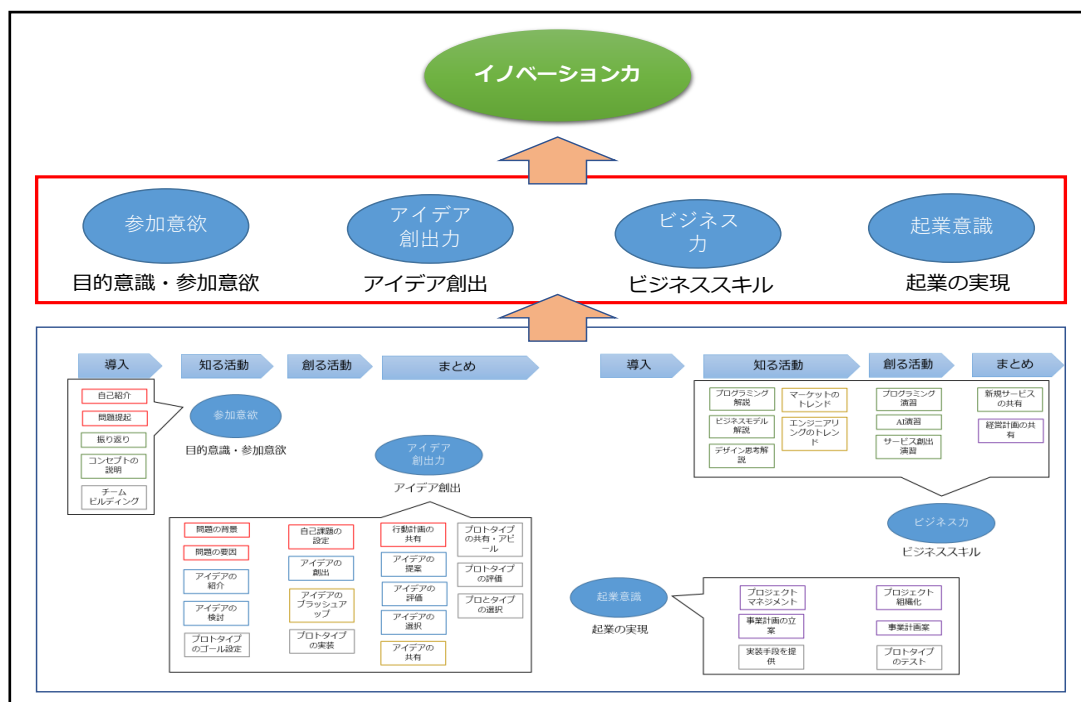 イノベーション力
参加意欲
アイデア
創出力
ビジネス
力
起業意識
目的意識・参加意欲
アイデア創出
ビジネススキル
起業の実現
導入
知る活動
創る活動
まとめ
自己紹介
問題提起
振り返り
コンセプトの
説明
チーム
ビルディング
参加意欲
目的意識・参加意欲
アイデア
創出力
アイデア創出
問題の背景
問題の要因
アイデアの
紹介
アイデアの
検討
プロトタイプ
のゴール設定
自己課題の
設定
アイデアの
創出
アイデアの
ブラッシュア
ップ
プロトタイプ
の実装
行動計画の
共有
アイデアの
提案
アイデアの
評価
アイデアの
選択
アイデアの
共有
プロトタイプ
の共有・アピ
ール
プロトタイプ
の評価
プロとタイプ
の選択
導入
知る活動
創る活動
まとめ
プログラミング
解説
ビジネスモデル
解説
デザイン思考解
説
マーケットの
トレンド
エンジニアリ
ングのトレン
ド
プログラミング
演習
AI演習
サービス創出
演習
新規サービス
の共有
経営計画の共
有
ビジネス力
ビジネススキル
起業意識
起業の実現
プロジェクト
マネジメント
事業計画の立
案
実装手段を提
供
プロジェクト
組織化
事業計画案
プロトタイプ
のテスト